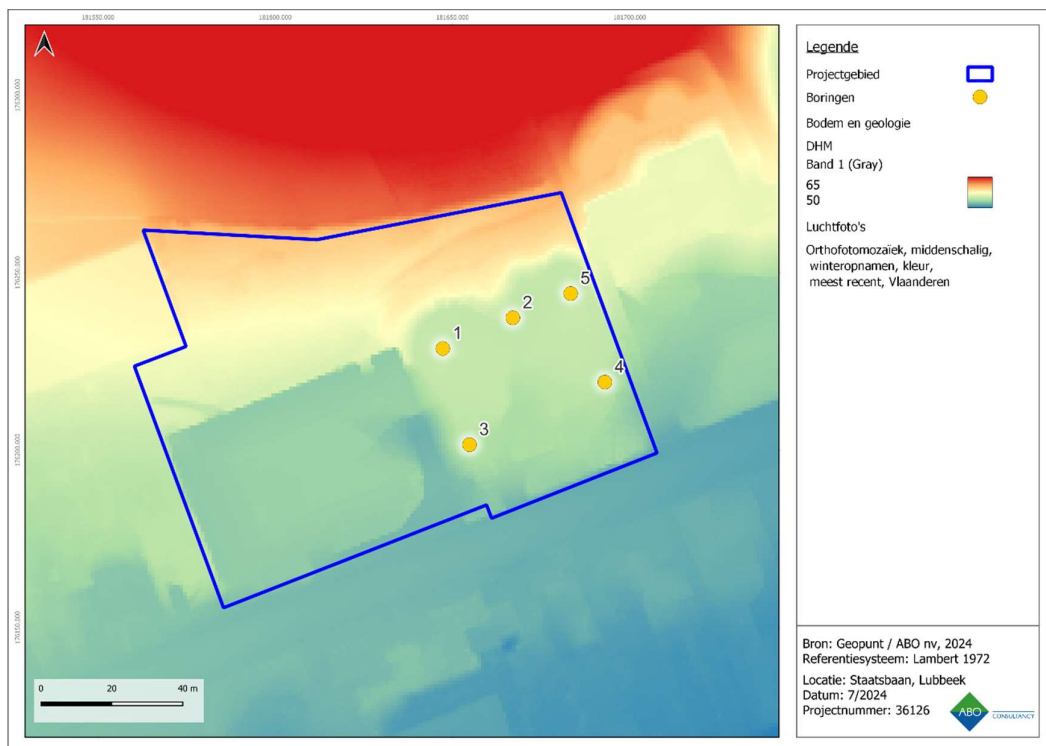 181550.000
181600.000
181650.000
181700.000
176300.000
176250.000
176200.000
176150.000
1
2
5
4
3
0 20 40 m
Legende
Projectgebied
Boringen
Bodem en geologie
DHM
Band 1 (Gray)
65
50
Luchtfoto's
Orthofotomozaïek, middenschalig,
winteropnamen, kleur,
meest recent, Vlaanderen
Bron: Geopunt / ABO nv, 2024
Referentiesysteem: Lambert 1972
Locatie: Staatsbaan, Lubbeek
Datum: 7/2024
Projectnummer: 36126
ABO CONSULTANCY